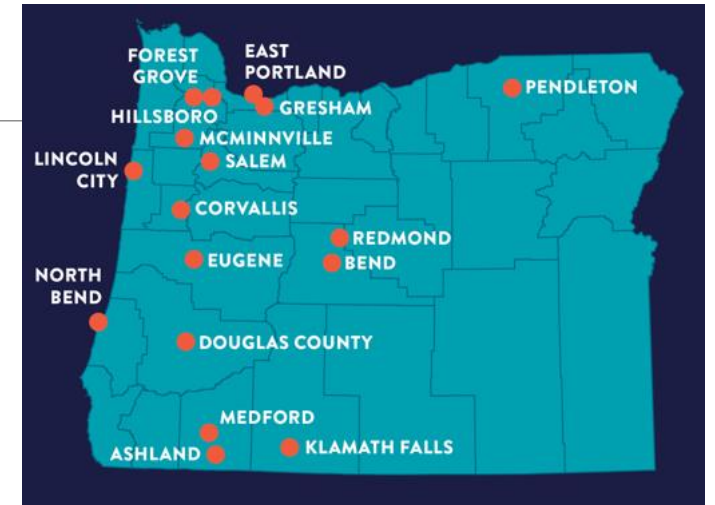 FOREST
GROVE
EAST
PORTLAND
PENDLETON
GRESHAM
HILLSBORO
MCMINNVILLE
LINCOLN
CITY
SALEM
CORVALLIS
REDMOND
EUGENE
BEND
NORTH
BEND
DOUGLAS COUNTY
MEDFORD
ASHLAND
KLAMATH FALLS